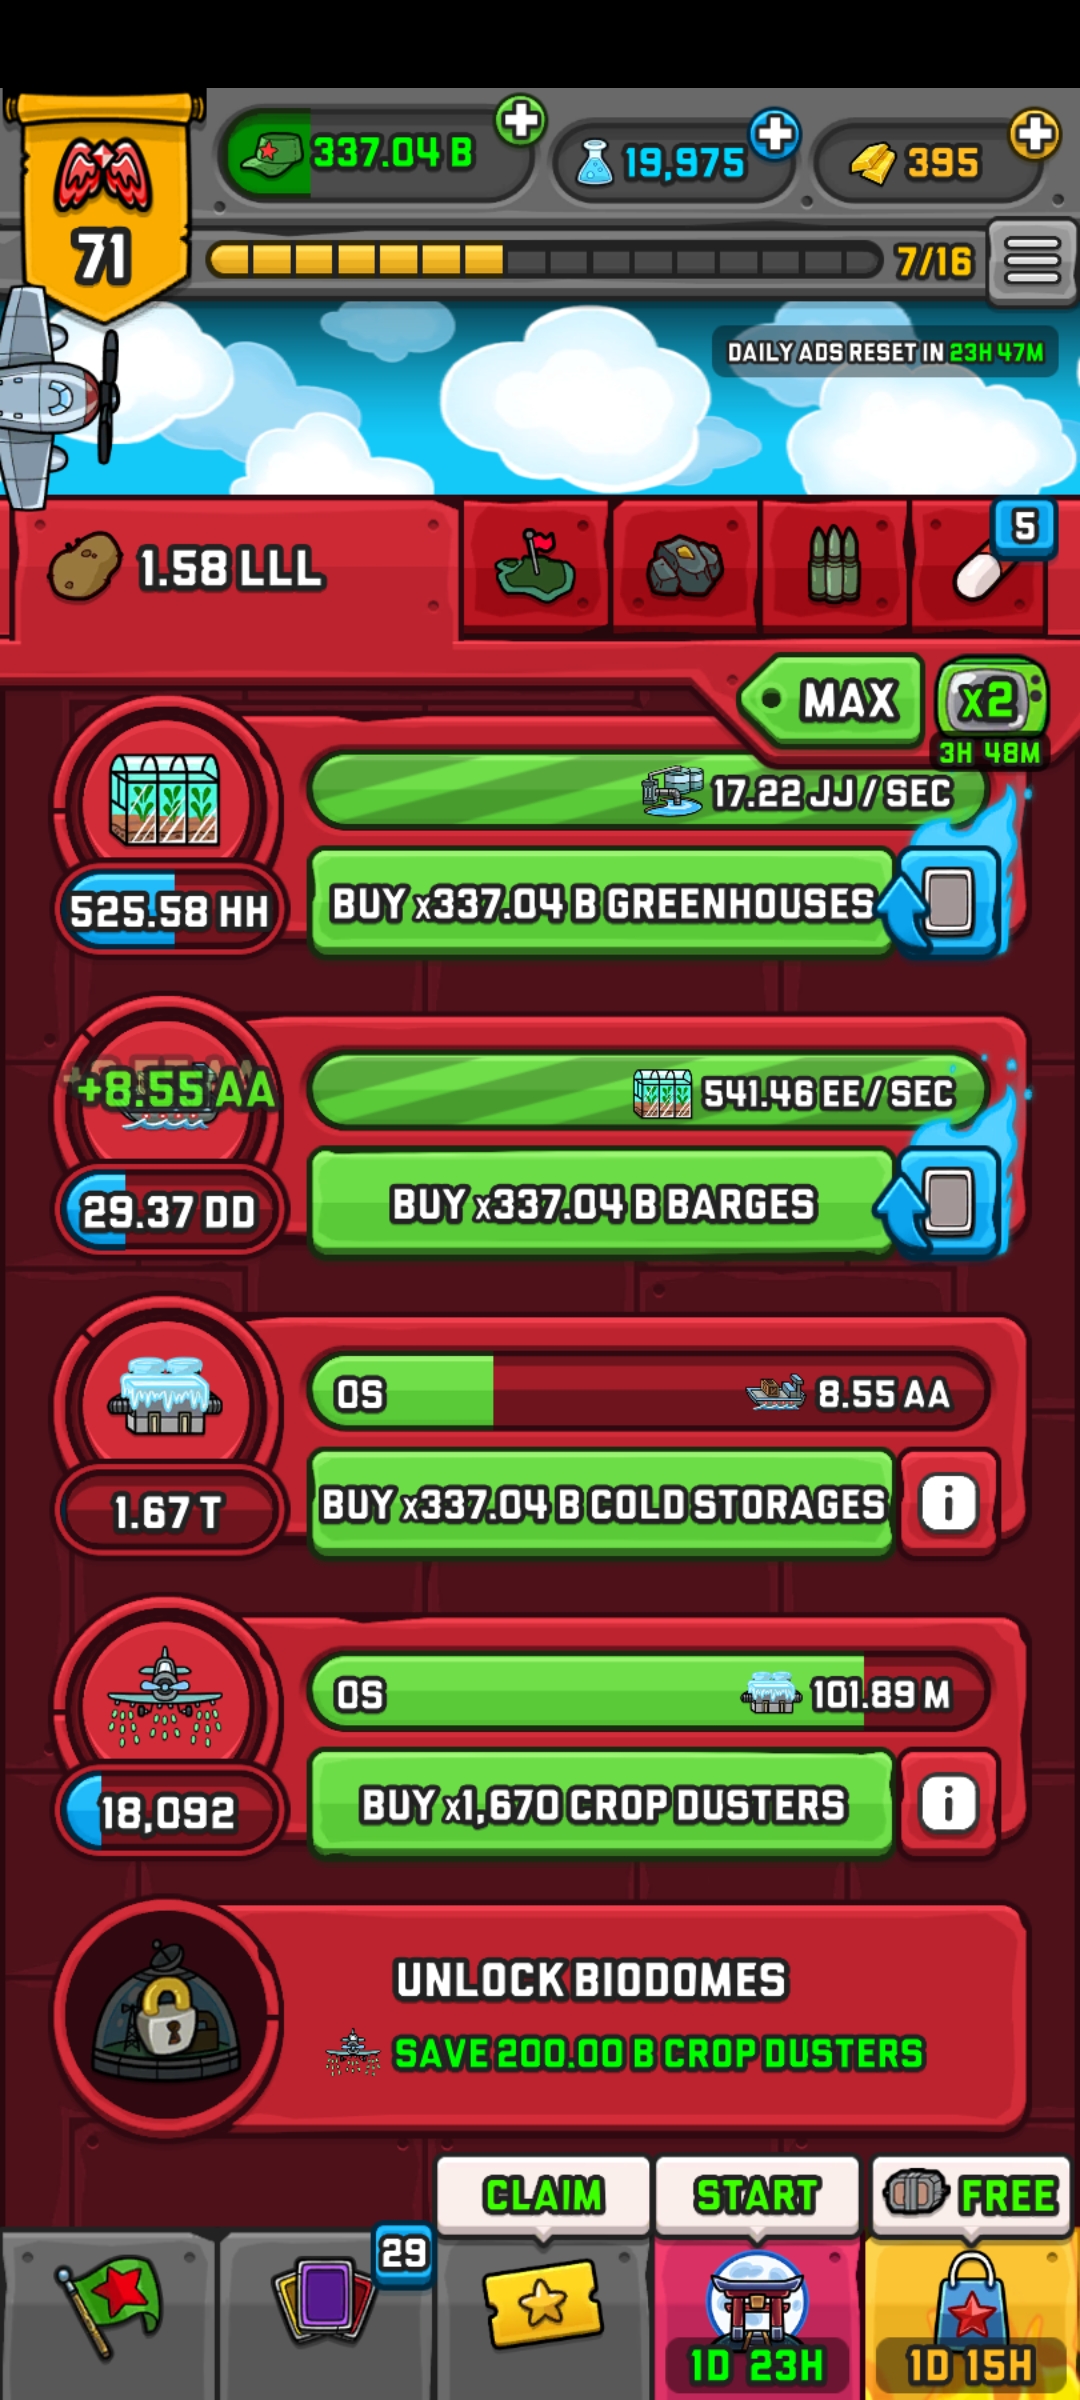 71
337.04 B
19,975
395
7/16
DAILY ADS RESET IN 23H 47M
1.58 LLL
5
MAX
x2
3H 48M
17.22 JJ / SEC
525.58 HH
BUY x337.04 B GREENHOUSES
+8.55 AA
541.46 EE / SEC
29.37 DD
BUY x337.04 B BARGES
0S
8.55 AA
1.67 T
BUY x337.04 B COLD STORAGES
i
0S
101.89 M
18,092
BUY x1,670 CROP DUSTERS
i
UNLOCK BIODOMES
SAVE 200.00 B CROP DUSTERS
CLAIM
START
FREE
29
1D 23H
1D 15H